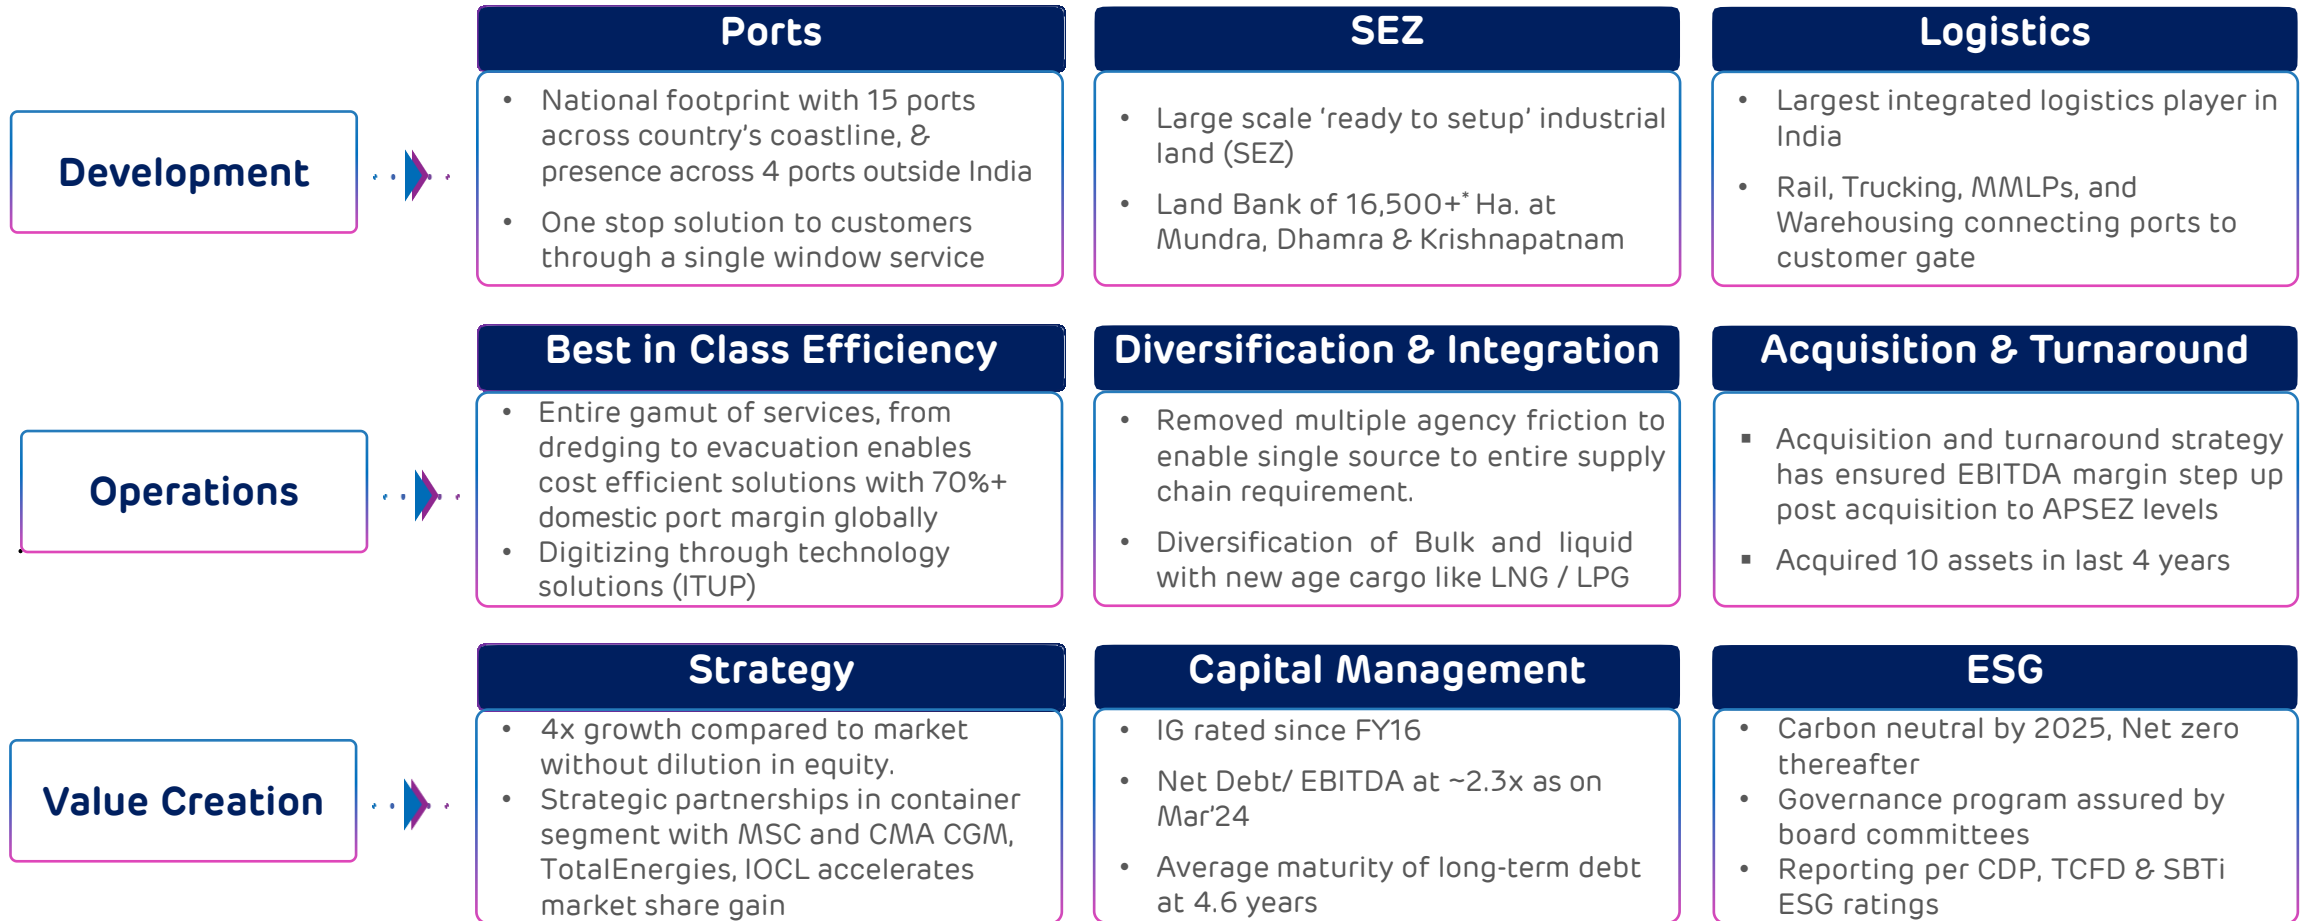 Ports
SEZ
Logistics
Development
• National footprint with 15 ports
across country's coastline, &
presence across 4 ports outside India
• One stop solution to customers
through a single window service
• Large scale ‘ready to setup’ industrial
land (SEZ)
• Land Bank of 16,500+* Ha. at
Mundra, Dhamra & Krishnapatnam
• Largest integrated logistics player in
India
• Rail, Trucking, MMLPs, and
Warehousing connecting ports to
customer gate
Best in Class Efficiency
Diversification & Integration
Acquisition & Turnaround
Operations
• Entire gamut of services, from
dredging to evacuation enables
cost efficient solutions with 70%+
domestic port margin globally
• Digitizing through technology
solutions (ITUP)
• Removed multiple agency friction to
enable single source to entire supply
chain requirement.
• Diversification of Bulk and liquid
with new age cargo like LNG / LPG
▪ Acquisition and turnaround strategy
has ensured EBITDA margin step up
post acquisition to APSEZ levels
▪ Acquired 10 assets in last 4 years
Strategy
Capital Management
ESG
Value Creation
• 4x growth compared to market
without dilution in equity.
• Strategic partnerships in container
segment with MSC and CMA CGM,
TotalEnergies, IOCL accelerates
market share gain
• IG rated since FY16
• Net Debt/ EBITDA at ~2.3x as on
Mar'24
• Average maturity of long-term debt
at 4.6 years
• Carbon neutral by 2025, Net zero
thereafter
• Governance program assured by
board committees
• Reporting per CDP, TCFD & SBTi
ESG ratings